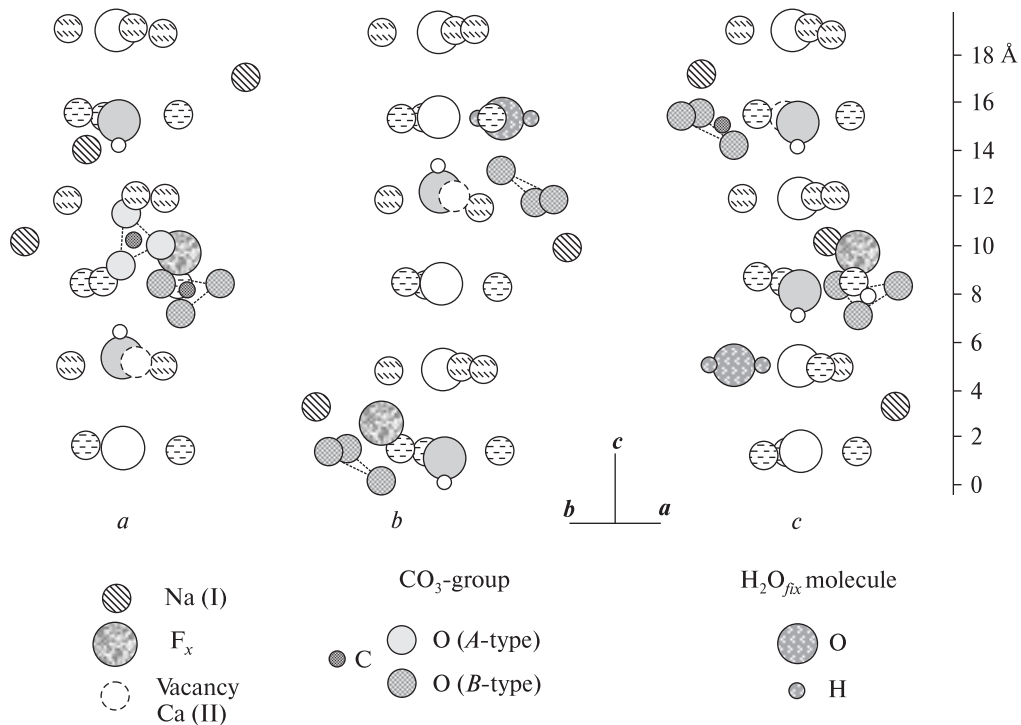 18 Å
16
14
12
10
8
6
4
2
0
c
b
a
a
b
c
Na (I)
Fx
Vacancy
Ca (II)
CO3-group
C
O (A-type)
O (B-type)
H2Ofix molecule
O
H